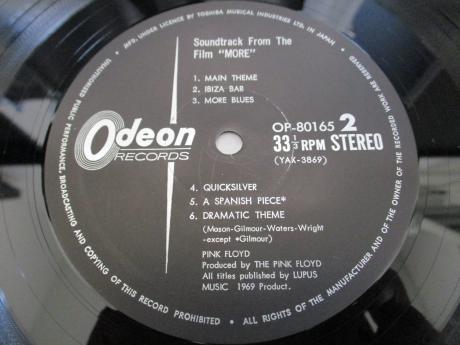 MFD. UNDER LICENCE BY TOSHIBA MUSICAL INDUSTRIES LTD. IN JAPAN
UNAUTHORIZED PUBLIC PERFORMANCE, BROADCASTING AND COPYING OF THIS RECORD PROHIBITED • ALL RIGHTS OF THE MANUFACTURER AND OF THE OWNER OF THE RECORDED WORK ARE RESERVED
Soundtrack From The
Film "MORE"
1. MAIN THEME
2. IBIZA BAR
3. MORE BLUES
Odeon
RECORDS
OP-80165 2
33 1/3 RPM STEREO
(YAX-3869)
4. QUICKSILVER
5. A SPANISH PIECE*
6. DRAMATIC THEME
(Mason-Gilmour-Waters-Wright
-except *Gilmour)
PINK FLOYD
Produced by THE PINK FLOYD
All titles published by LUPUS
MUSIC 1969 Product.